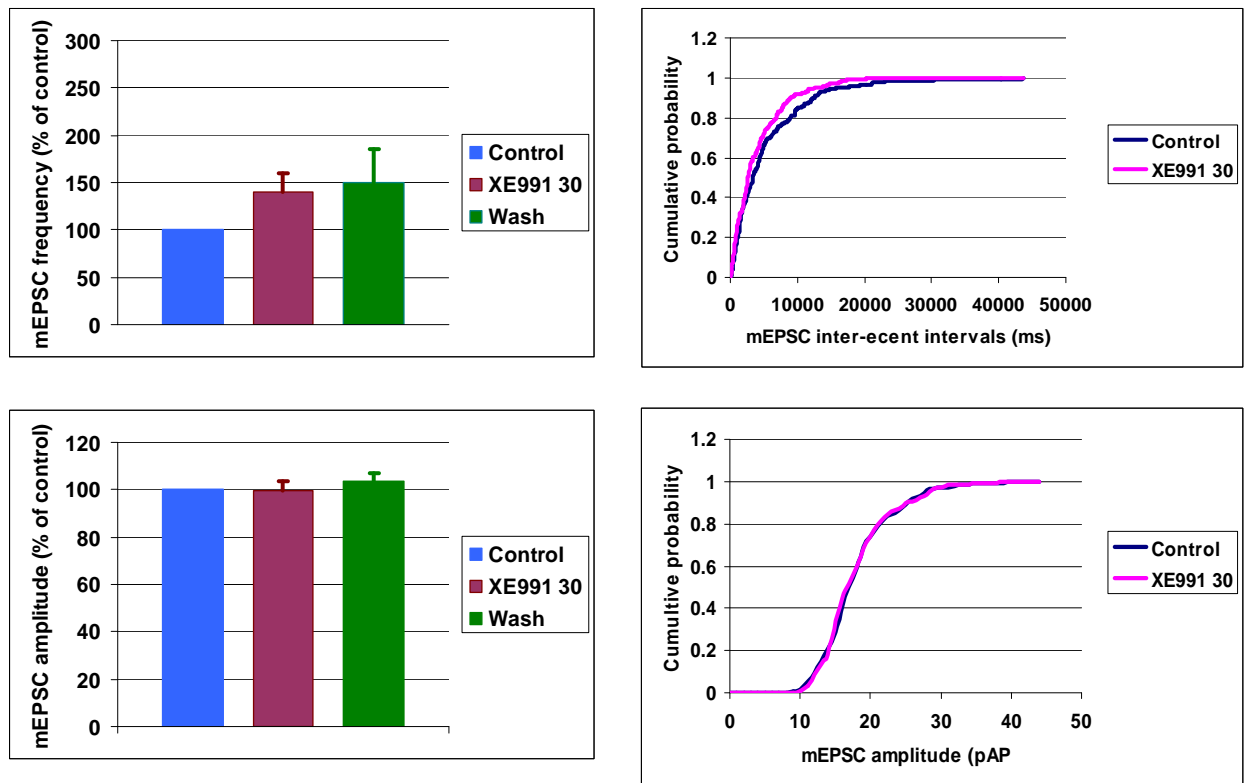 mEPSC frequency (% of control)
300
250
200
150
100
50
0
Control
XE991 30
Wash
Cumulative probability
1.2
1
0.8
0.6
0.4
0.2
0
0 10000 20000 30000 40000 50000
mEPSC inter-ecent intervals (ms)
Control
XE991 30
mEPSC amplitude (% of control)
120
100
80
60
40
20
0
Control
XE991 30
Wash
Cumultive probability
1.2
1
0.8
0.6
0.4
0.2
0
0 10 20 30 40 50
mEPSC amplitude (pAP
Control
XE991 30